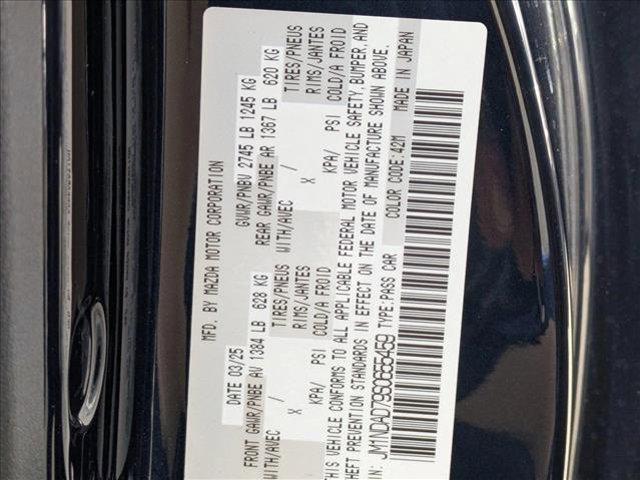 MFD. BY MAZDA MOTOR CORPORATION
DATE 03/25 GVWR/PNBV 2745 LB 1245 KG
FRONT GAWR/PNBE AV 1384 LB 628 KG REAR GAWR/PNBE AR 1367 LB 620 KG
WITH/AVEC / TIRES/PNEUS WITH/AVEC / TIRES/PNEUS
X RIMS/JANTES X RIMS/JANTES
KPA/ PSI COLD/A FROID KPA/ PSI COLD/A FROID
THIS VEHICLE CONFORMS TO ALL APPLICABLE FEDERAL MOTOR VEHICLE SAFETY, BUMPER, AND
THEFT PREVENTION STANDARDS IN EFFECT ON THE DATE OF MANUFACTURE SHOWN ABOVE.
TYPE:PASS CAR COLOR CODE:42M MADE IN JAPAN